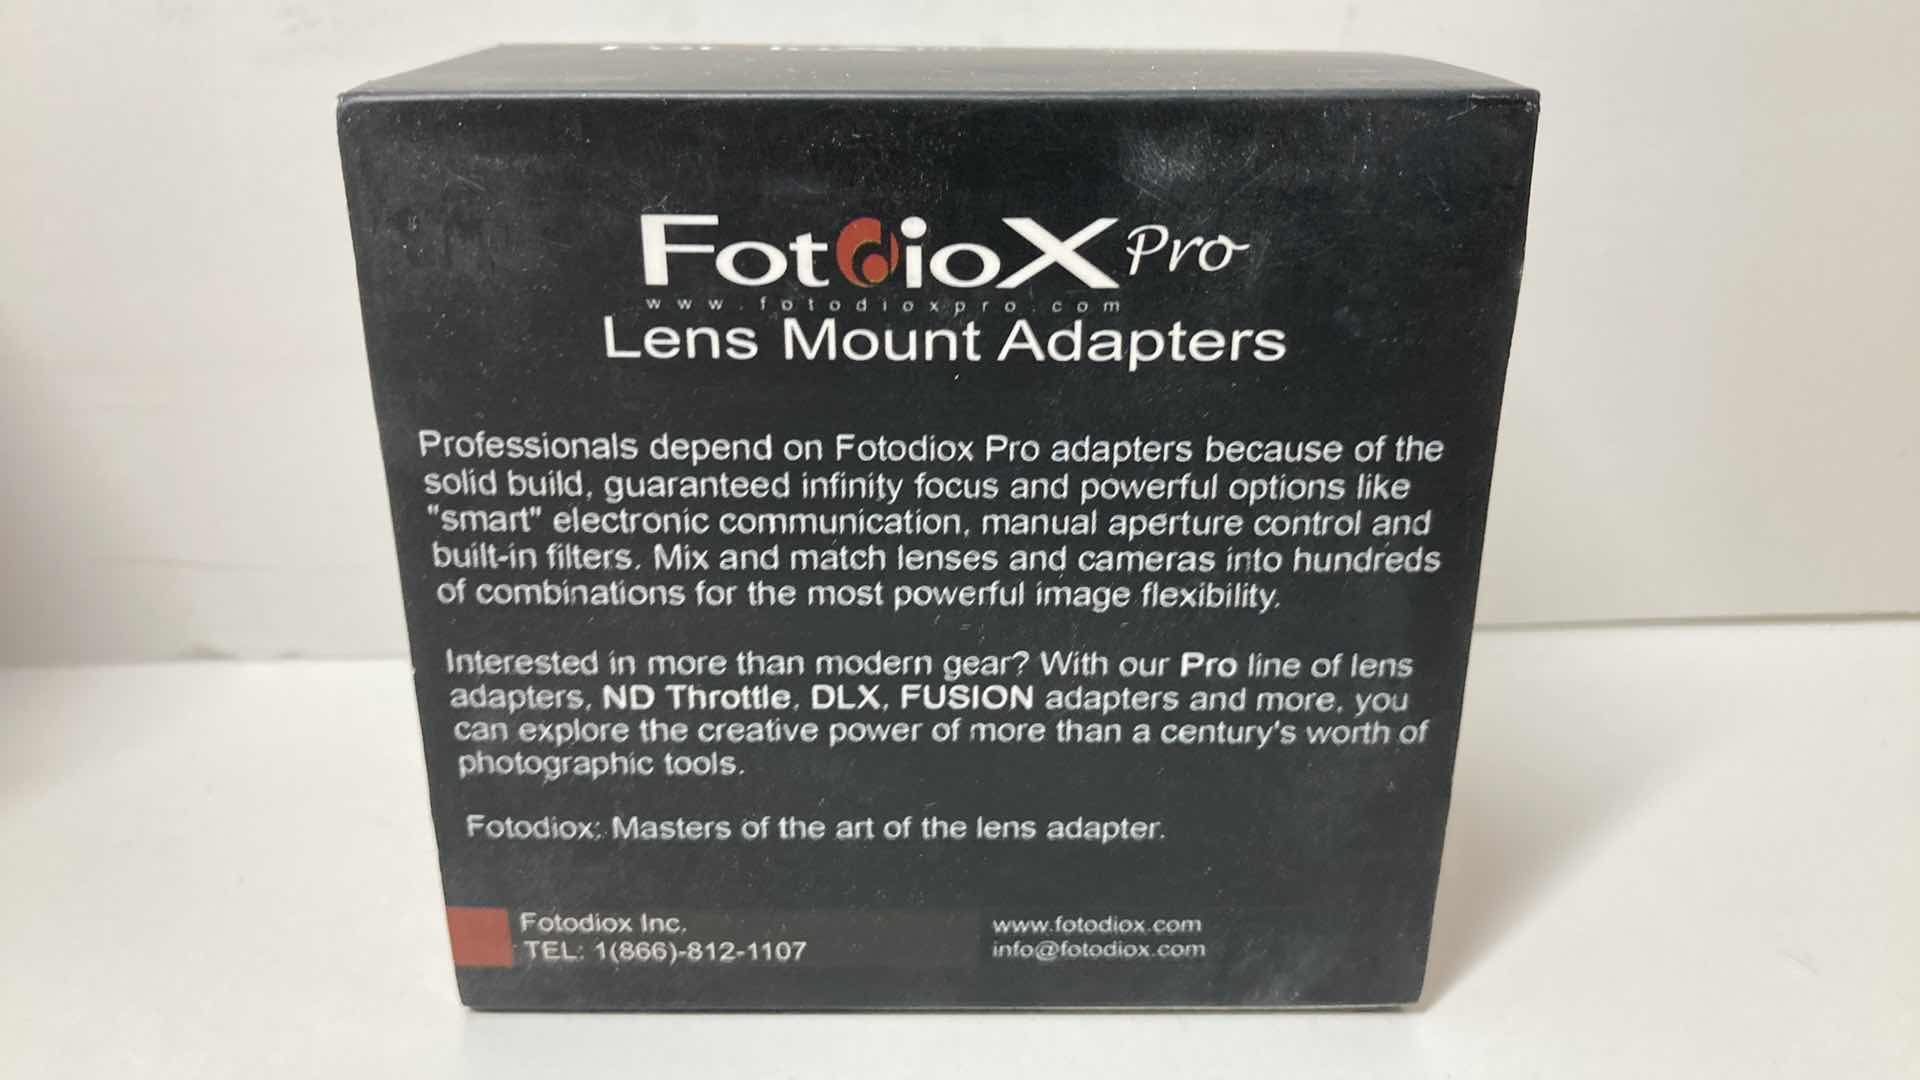 FotodioX Pro
www.fotodioxpro.com
Lens Mount Adapters
Professionals depend on Fotodiox Pro adapters because of the
solid build, guaranteed infinity focus and powerful options like
"smart" electronic communication, manual aperture control and
built-in filters. Mix and match lenses and cameras into hundreds
of combinations for the most powerful image flexibility.
Interested in more than modern gear? With our Pro line of lens
adapters, ND Throttle, DLX, FUSION adapters and more, you
can explore the creative power of more than a century's worth of
photographic tools.
Fotodiox: Masters of the art of the lens adapter.
Fotodiox Inc.
TEL: 1(866)-812-1107
www.fotodiox.com
info@fotodiox.com